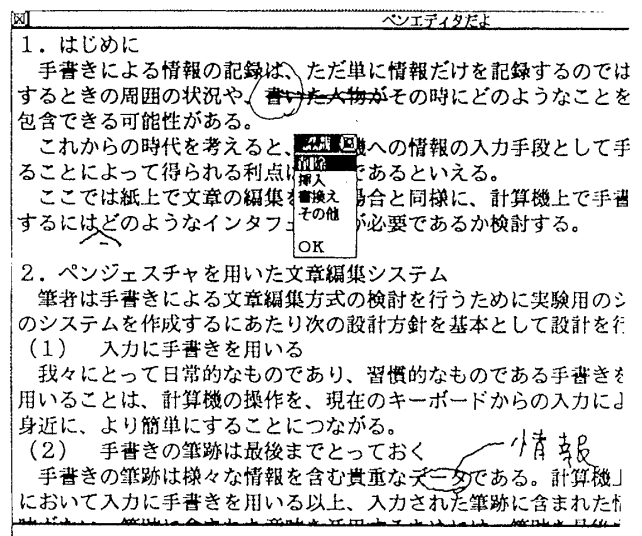 ペンエディタだよ
1．はじめに
手書きによる情報の記録は、ただ単に情報だけを記録するのでは
するときの周囲の状況や、書いた人物がその時にどのようなことを
包含できる可能性がある。
これからの時代を考えると、
機への情報の入力手段として手
ることによって得られる利点は
であるといえる。
ここでは紙上で文章の編集を
場合と同様に、計算機上で手書
するにはどのようなインタフェ
が必要であるか検討する。
削除
挿入
書換え
その他
OK
2．ペンジェスチャを用いた文章編集システム
筆者は手書きによる文章編集方式の検討を行うために実験用のシ
のシステムを作成するにあたり次の設計方針を基本として設計を行
（1） 入力に手書きを用いる
我々にとって日常的なものであり、習慣的なものである手書きを
用いることは、計算機の操作を、現在のキーボードからの入力によ
身近に、より簡単にすることにつながる。
（2） 手書きの筆跡は最後までとっておく
情報
手書きの筆跡は様々な情報を含む貴重なデータである。計算機上
において入力に手書きを用いる以上、入力された筆跡に含まれた情